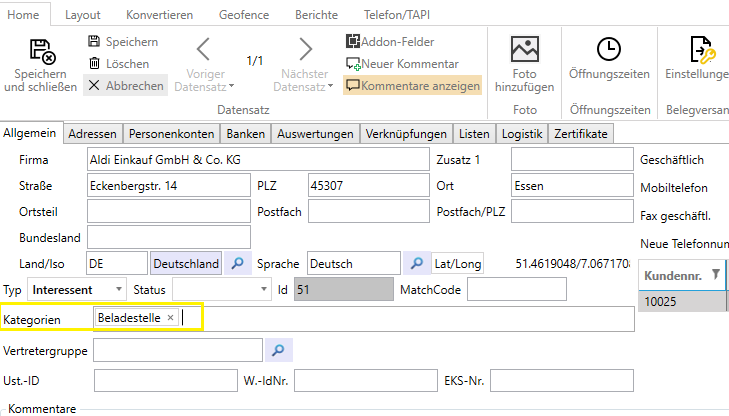 Home Layout Konvertieren Geofence Berichte Telefon/TAPI
Speichern und schließen
Speichern
Löschen
Abbrechen
Voriger Datensatz
1/1
Nächster Datensatz
Addon-Felder
Neuer Kommentar
Kommentare anzeigen
Foto hinzufügen
Öffnungszeiten
Einstellunge
Datensatz Foto Öffnungszeiten Belegversan
Allgemein Adressen Personenkonten Banken Auswertungen Verknüpfungen Listen Logistik Zertifikate
Firma Aldi Einkauf GmbH & Co. KG Zusatz 1 Geschäftlich
Straße Eckenbergstr. 14 PLZ 45307 Ort Essen Mobiltelefon
Ortsteil Postfach Postfach/PLZ Fax geschäftl.
Bundesland Neue Telefonnum
Land/Iso DE Deutschland Sprache Deutsch Lat/Long 51.4619048/7.067170
Kundennr.
Typ Interessent Status Id 51 MatchCode
10025
Kategorien Beladestelle ×
Vertretergruppe
Ust.-ID W.-IdNr. EKS-Nr.
Kommentare